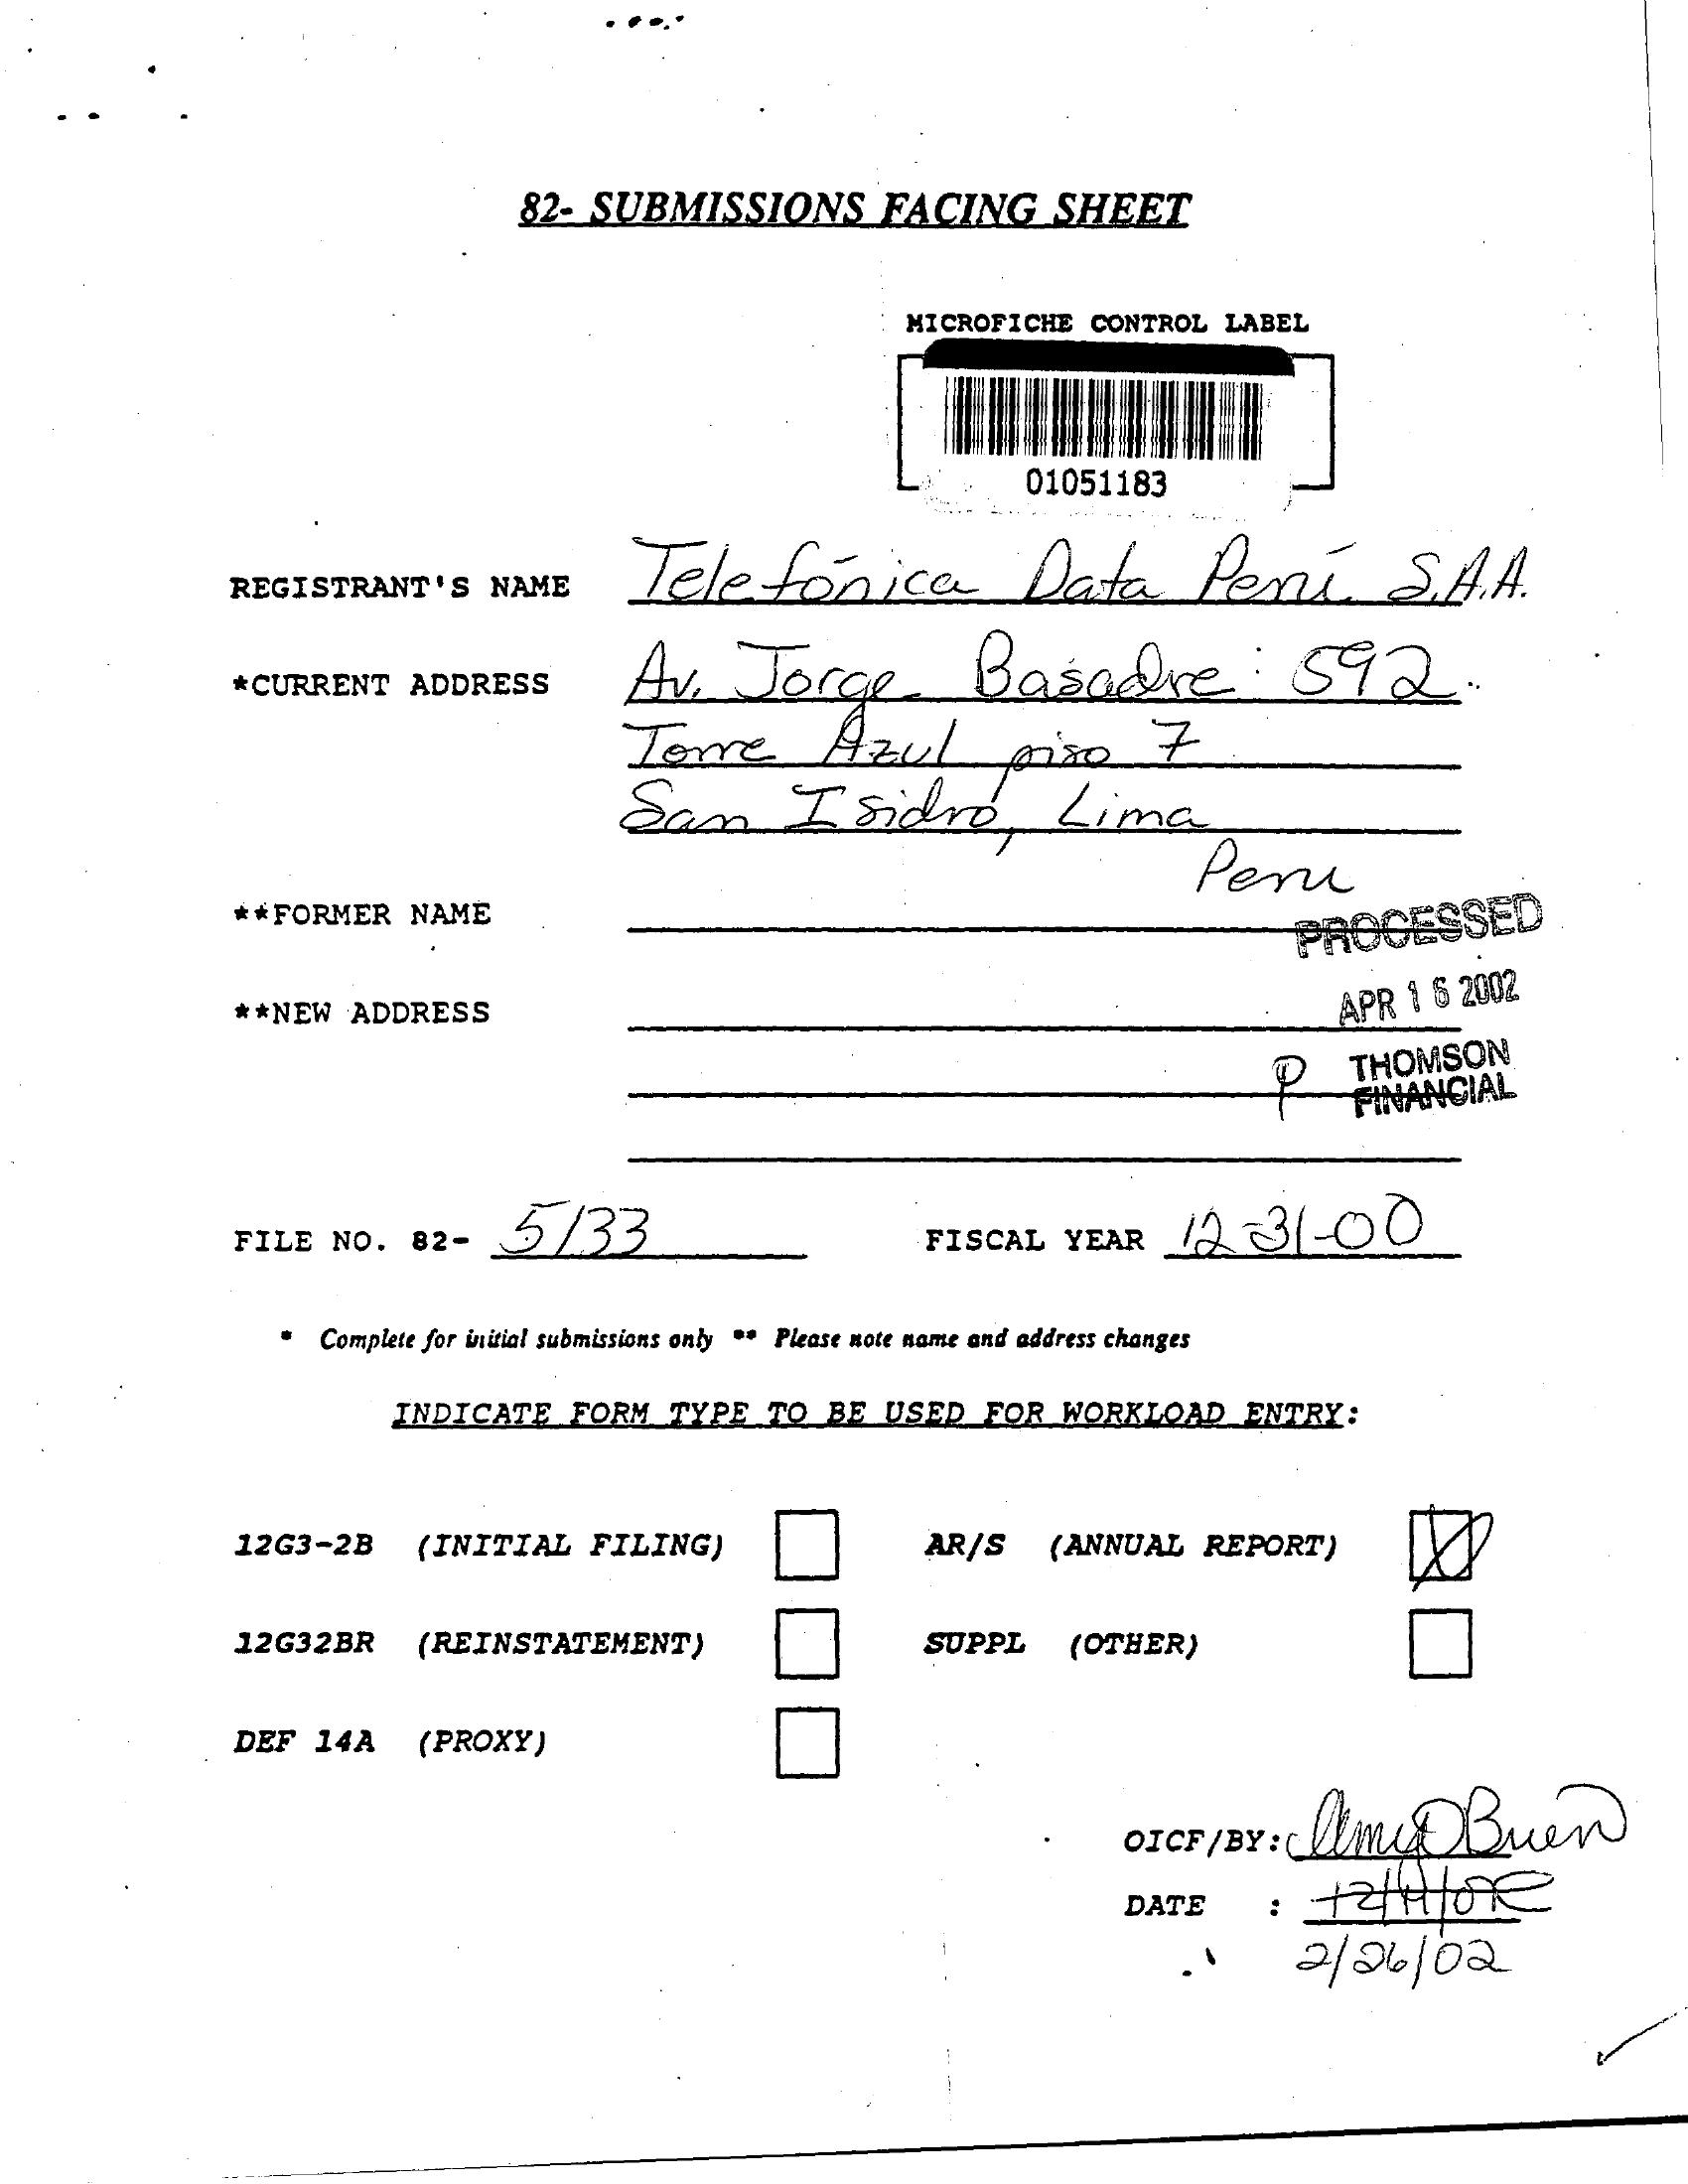 82- SUBMISSIONS FACING SHEET
MICROFICHE CONTROL LABEL
01051183
REGISTRANT'S NAME Telefónica Data Perú S.A.A.
*CURRENT ADDRESS Av. Jorge Basadre 592
Torre Azul piso 7
San Isidro, Lima
Peru
**FORMER NAME
PROCESSED
**NEW ADDRESS
APR 16 2002
P THOMSON
FINANCIAL
FILE NO. 82- 5133 FISCAL YEAR 12-31-00
* Complete for initial submissions only ** Please note name and address changes
INDICATE FORM TYPE TO BE USED FOR WORKLOAD ENTRY:
12G3-2B (INITIAL FILING) AR/S (ANNUAL REPORT)
12G32BR (REINSTATEMENT) SUPPL (OTHER)
DEF 14A (PROXY)
OICF/BY: Amy O'Brien
DATE :
2/26/02